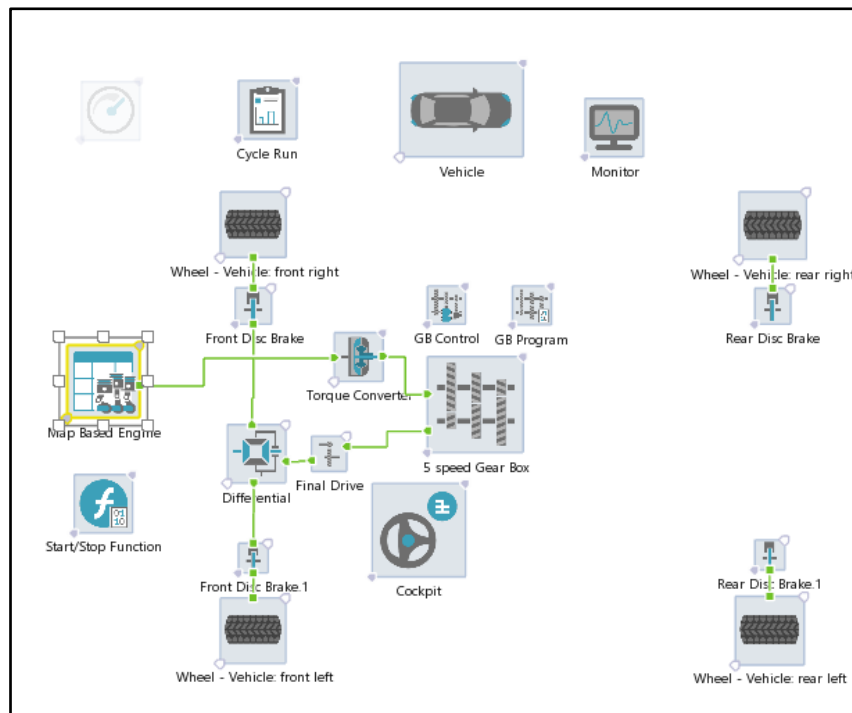 Cycle Run
Vehicle
Monitor
Wheel - Vehicle: front right
Wheel - Vehicle: rear right
Front Disc Brake
GB Control
GB Program
Rear Disc Brake
Torque Converter
Map Based Engine
5 speed Gear Box
Final Drive
Differential
01
10
Start/Stop Function
Cockpit
Front Disc Brake.1
Rear Disc Brake.1
Wheel - Vehicle: front left
Wheel - Vehicle: rear left